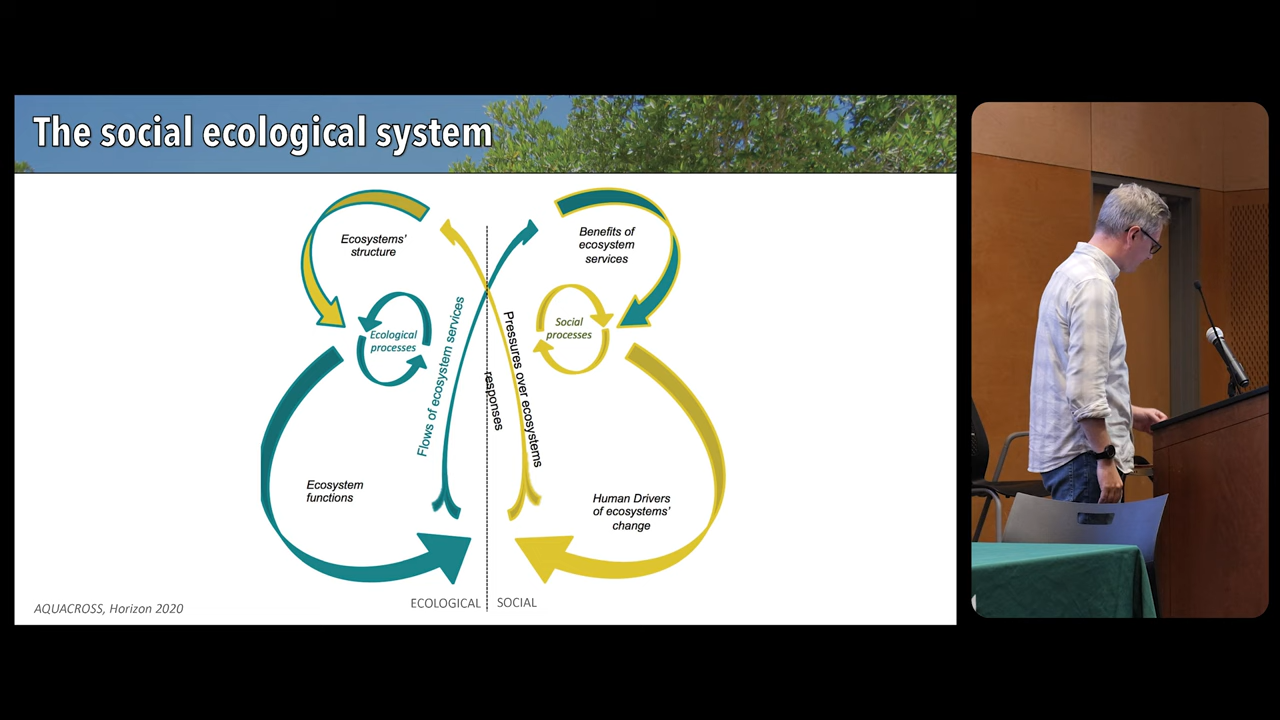 The social ecological system
Ecosystems'
structure
Benefits of
ecosystem
services
Ecological
processes
Social
processes
Flows of ecosystem services
responses
Pressures over ecosystems
Ecosystem
functions
Human Drivers
of ecosystems'
change
ECOLOGICAL
SOCIAL
AQUACROSS, Horizon 2020